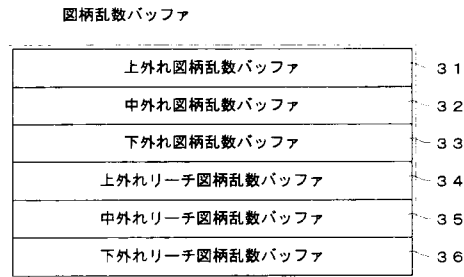 図柄乱数バッファ
上外れ図柄乱数バッファ 31
中外れ図柄乱数バッファ 32
下外れ図柄乱数バッファ 33
上外れリーチ図柄乱数バッファ 34
中外れリーチ図柄乱数バッファ 35
下外れリーチ図柄乱数バッファ 36